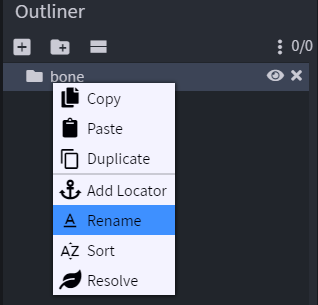 Outliner
0/0
bone
Copy
Paste
Duplicate
Add Locator
Rename
Sort
Resolve